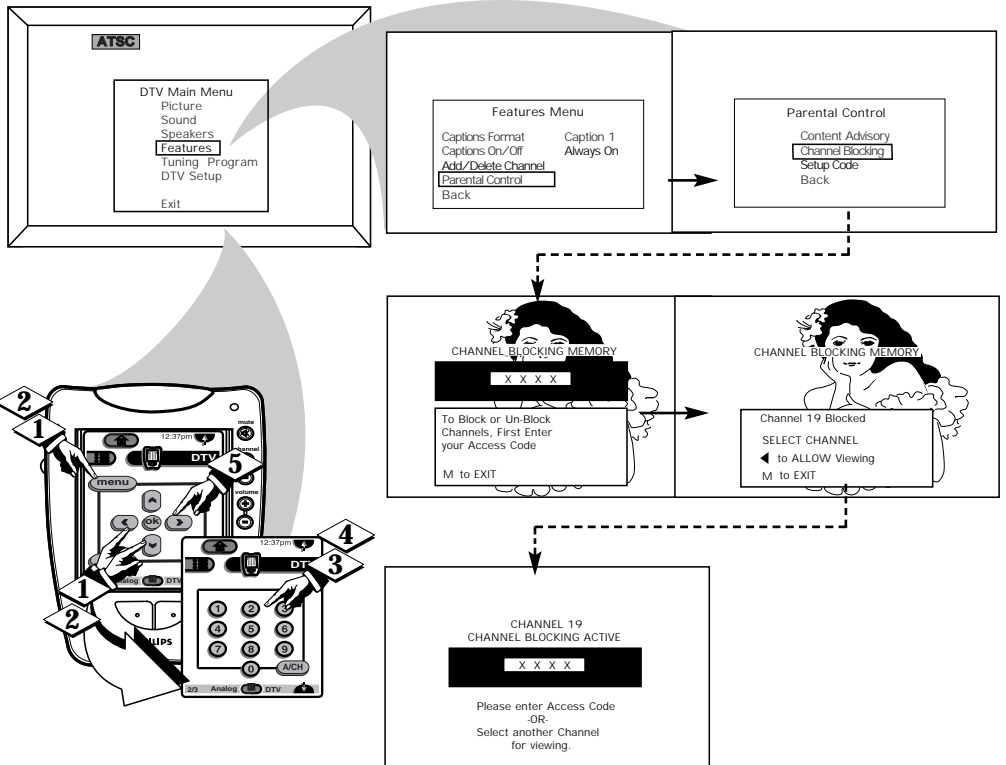 ATSC
DTV Main Menu
Picture
Sound
Speakers
Features
Tuning Program
DTV Setup
Exit
Features Menu
Captions Format Caption 1
Captions On/Off Always On
Add/Delete Channel
Parental Control
Back
Parental Control
Content Advisory
Channel Blocking
Setup Code
Back
CHANNEL BLOCKING MEMORY
X X X X
To Block or Un-Block
Channels, First Enter
your Access Code
M to EXIT
CHANNEL BLOCKING MEMORY
Channel 19 Blocked
SELECT CHANNEL
◀ to ALLOW Viewing
M to EXIT
2
1
mute
12:37pm
DTV
5
menu
volume
ok
1
2
DTV
12:37pm
4
3
1 2 3
4 5 6
7 8 9
0 A/CH
2/3 Analog DTV
CHANNEL 19
CHANNEL BLOCKING ACTIVE
X X X X
Please enter Access Code
-OR-
Select another Channel
for viewing.